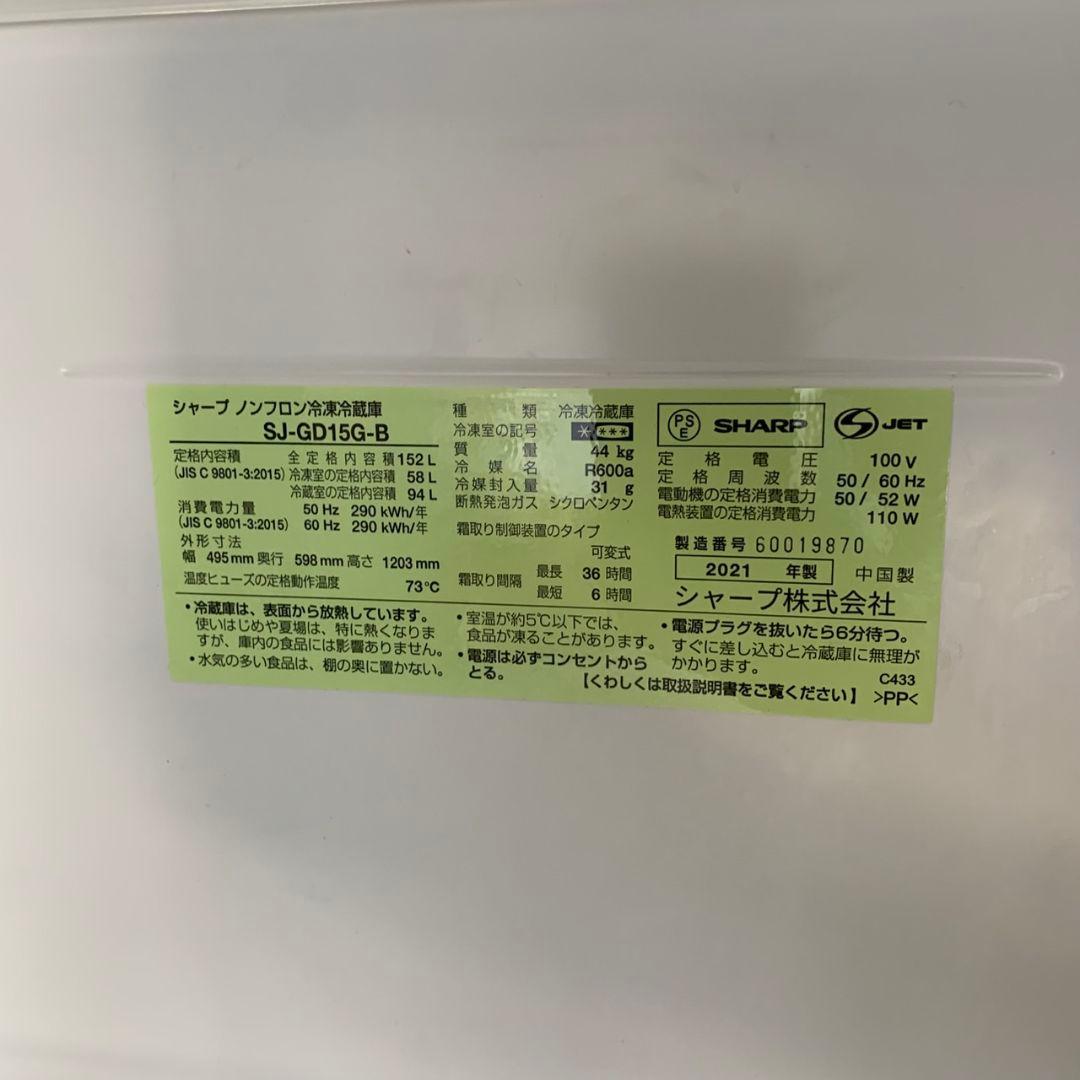 シャープ ノンフロン冷凍冷蔵庫
SJ-GD15G-B
定格内容積 全定格内容積 152 L
(JIS C 9801-3:2015) 冷凍室の定格内容積 58 L
冷蔵室の定格内容積 94 L
消費電力量 50 Hz 290 kWh/年
(JIS C 9801-3:2015) 60 Hz 290 kWh/年
外形寸法
幅 495mm 奥行 598mm 高さ 1203mm
温度ヒューズの定格動作温度 73℃
種類 冷凍冷蔵庫
冷凍室の記号 ****
質量 44 kg
冷媒名 R600a
冷媒封入量 31 g
断熱発泡ガス シクロペンタン
霜取り制御装置のタイプ
可変式
霜取り間隔 最長 36 時間
最短 6 時間
PSE SHARP S JET
定格電圧 100 V
定格周波数 50 / 60 Hz
電動機の定格消費電力 50 / 52 W
電熱装置の定格消費電力 110 W
製造番号 60019870
2021 年製 中国製
シャープ株式会社
・冷蔵庫は、表面から放熱しています。
使いはじめや夏場は、特に熱くなりま
すが、庫内の食品には影響ありません。
・水気の多い食品は、棚の奥に置かない。
・室温が約5℃以下では、
食品が凍ることがあります。
・電源は必ずコンセントから
とる。
・電源プラグを抜いたら6分待つ。
すぐに差し込むと冷蔵庫に無理が
かかります。
C433
【くわしくは取扱説明書をご覧ください】 >PP<